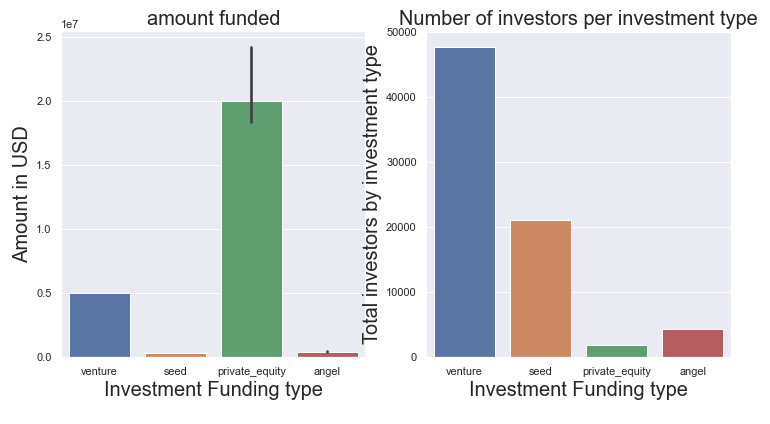 amount funded
1e7
2.5
2.0
1.5
1.0
0.5
0.0
Amount in USD
venture seed private_equity angel
Investment Funding type
Number of investors per investment type
50000
40000
30000
20000
10000
0
Total investors by investment type
venture seed private_equity angel
Investment Funding type